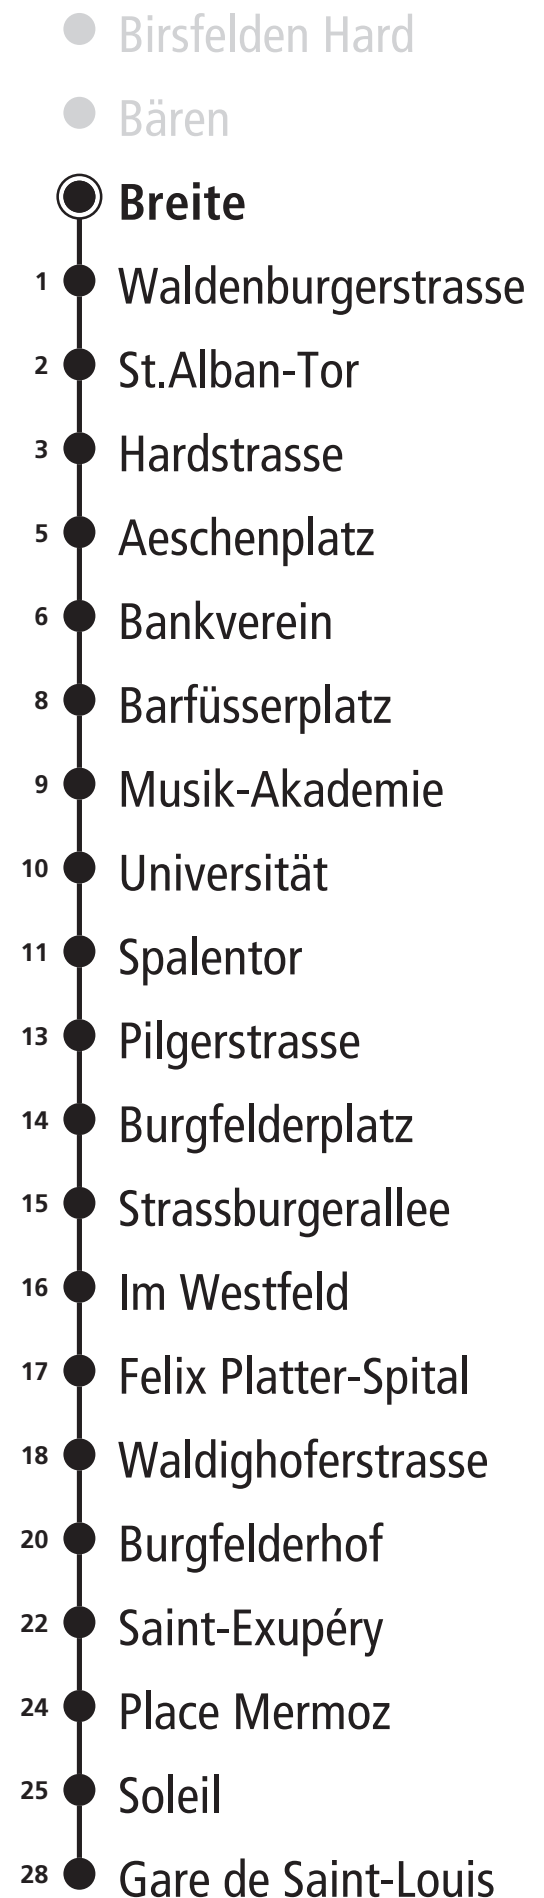 Birsfelden Hard
Bären
Breite
1 Waldenburgerstrasse
2 St.Alban-Tor
3 Hardstrasse
5 Aeschenplatz
6 Bankverein
8 Barfüsserplatz
9 Musik-Akademie
10 Universität
11 Spalentor
13 Pilgerstrasse
14 Burgfelderplatz
15 Strassburgerallee
16 Im Westfeld
17 Felix Platter-Spital
18 Waldighoferstrasse
20 Burgfelderhof
22 Saint-Exupéry
24 Place Mermoz
25 Soleil
28 Gare de Saint-Louis